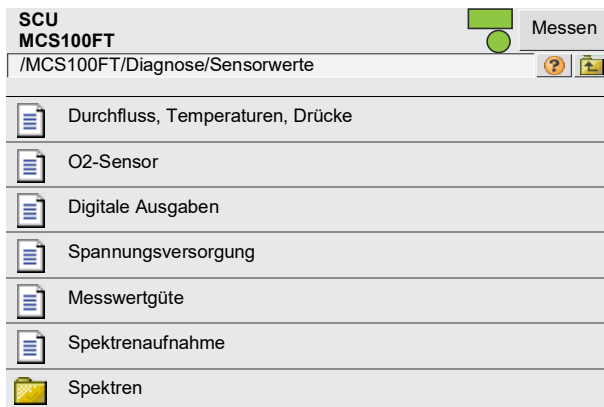 SCU
MCS100FT
Messen
/MCS100FT/Diagnose/Sensorwerte
?
Durchfluss, Temperaturen, Drücke
O2-Sensor
Digitale Ausgaben
Spannungsversorgung
Messwertgüte
Spektrenaufnahme
Spektren